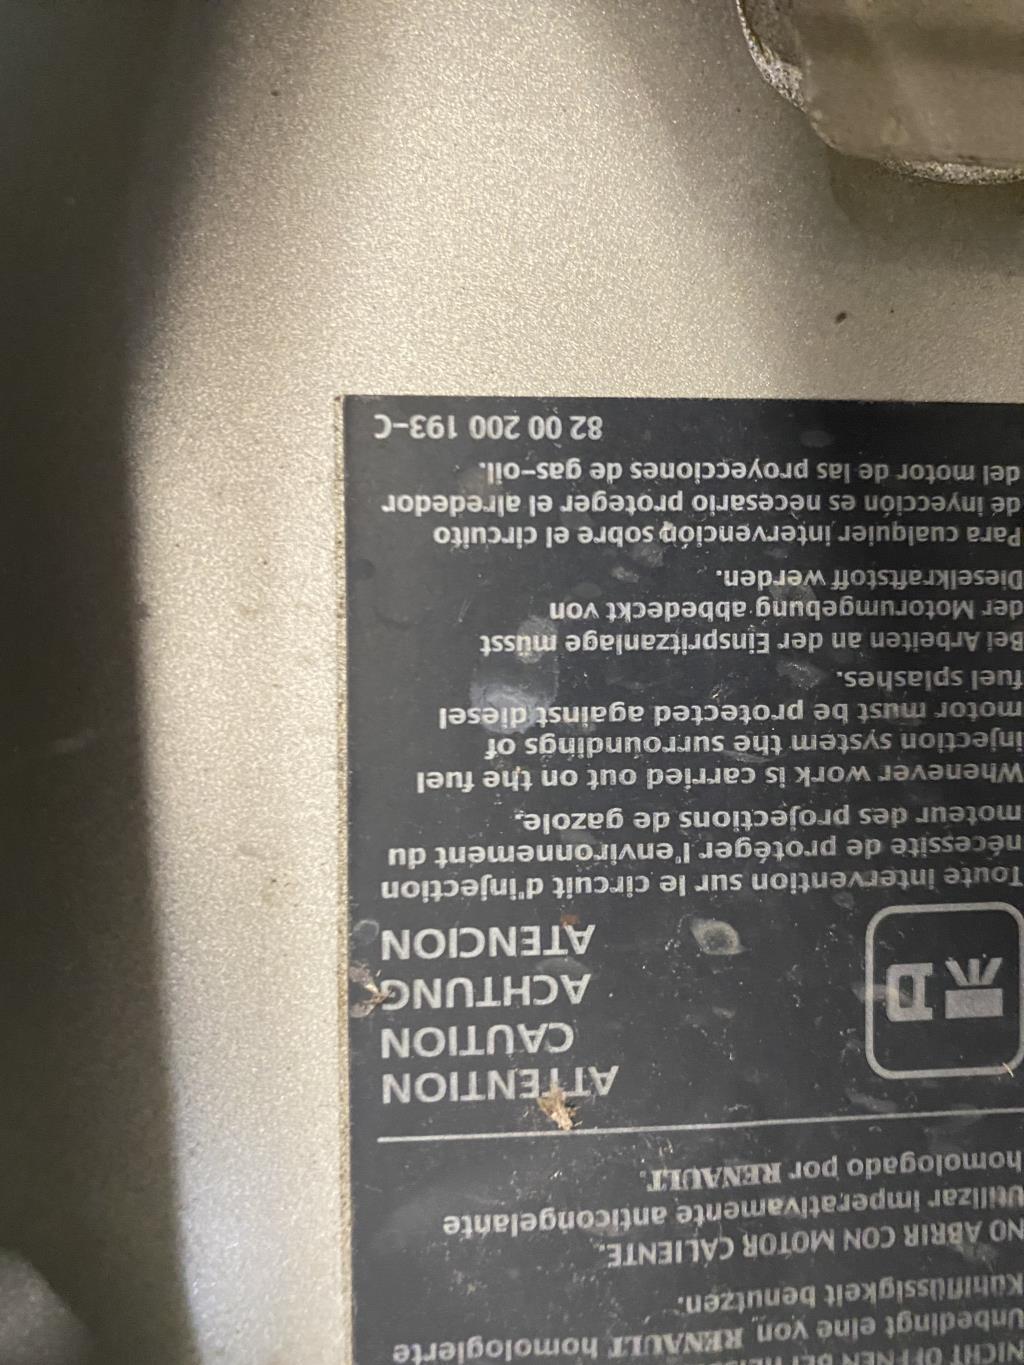 NICHT ÖFFNEN BEI
Unbedingt eine von RENAULT homologierte
Kühlflüssigkeit benutzen.
NO ABRIR CON MOTOR CALIENTE.
Utilizar imperativamente anticongelante
homologado por RENAULT.
ATTENTION
CAUTION
ACHTUNG
ATENCION
Toute intervention sur le circuit d'injection
nécessite de protéger l'environnement du
moteur des projections de gazole.
Whenever work is carried out on the fuel
injection system the surroundings of
motor must be protected against diesel
fuel splashes.
Bei Arbeiten an der Einspritzanlage müsst
der Motorumgebung abbedeckt von
Dieselkraftstoff werden.
Para cualquier intervención sobre el circuito
de inyección es necesario proteger el alrededor
del motor de las proyecciones de gas-oil.
82 00 200 193-C